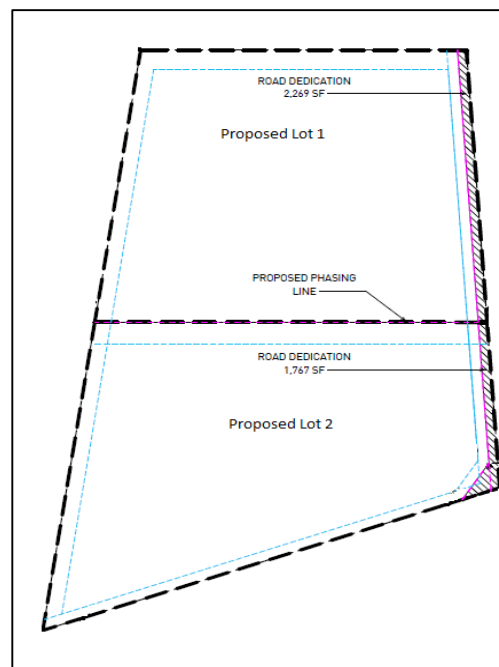 ROAD DEDICATION
2,269 SF
Proposed Lot 1
PROPOSED PHASING
LINE
ROAD DEDICATION
1,767 SF
Proposed Lot 2